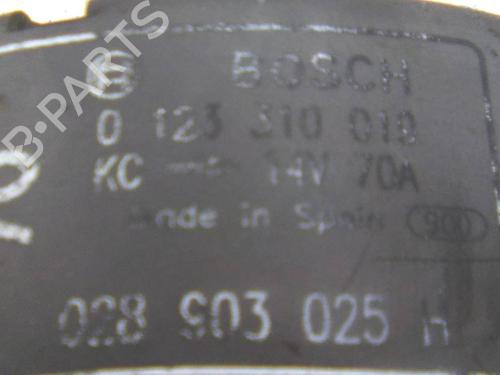 BOSCH
0 123 310 019
KC 14V 70A
Made in Spain
028 903 025 H
B-Parts